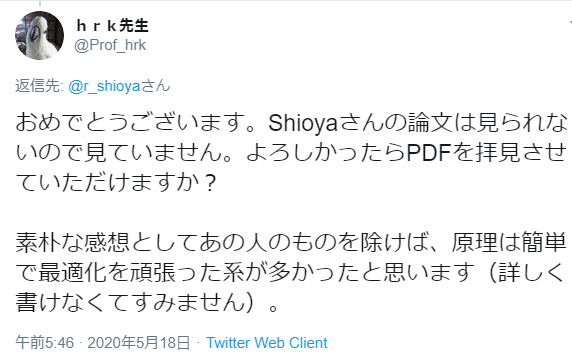 ｈｒｋ先生
@Prof_hrk
返信先: @r_shioyaさん
おめでとうございます。Shioyaさんの論文は見られな
いので見ていません。よろしかったらPDFを拝見させ
ていただけますか？
素朴な感想としてあの人のものを除けば、原理は簡単
で最適化を頑張った系が多かったと思います（詳しく
書けなくてすみません）。
午前5:46 · 2020年5月18日 · Twitter Web Client